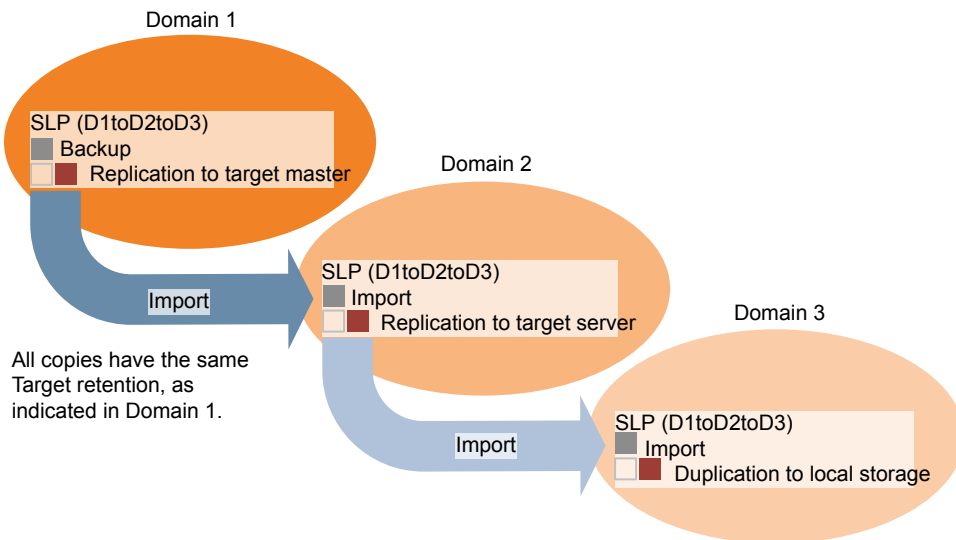 Domain 1
SLP (D1toD2toD3)
Backup
Replication to target master
Import
All copies have the same
Target retention, as
indicated in Domain 1.
Domain 2
SLP (D1toD2toD3)
Import
Replication to target server
Import
Domain 3
SLP (D1toD2toD3)
Import
Duplication to local storage